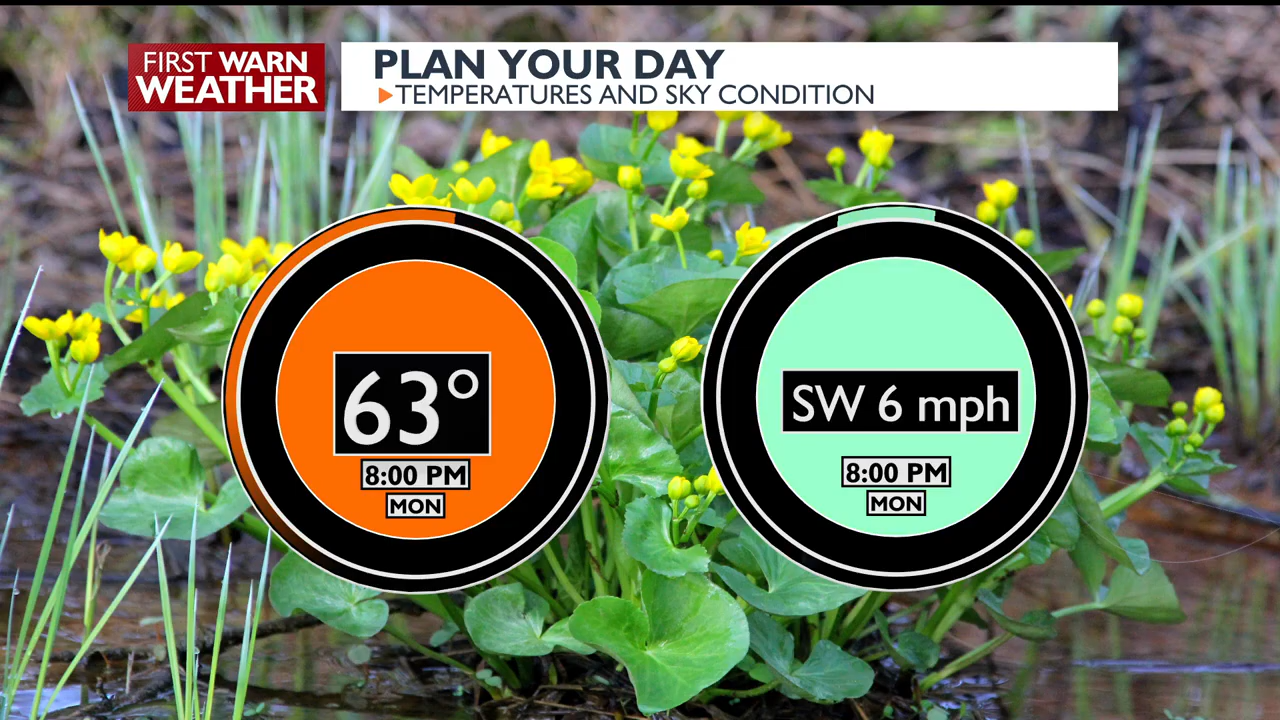 FIRST WARN
WEATHER
PLAN YOUR DAY
TEMPERATURES AND SKY CONDITION
63°
8:00 PM
MON
SW 6 mph
8:00 PM
MON